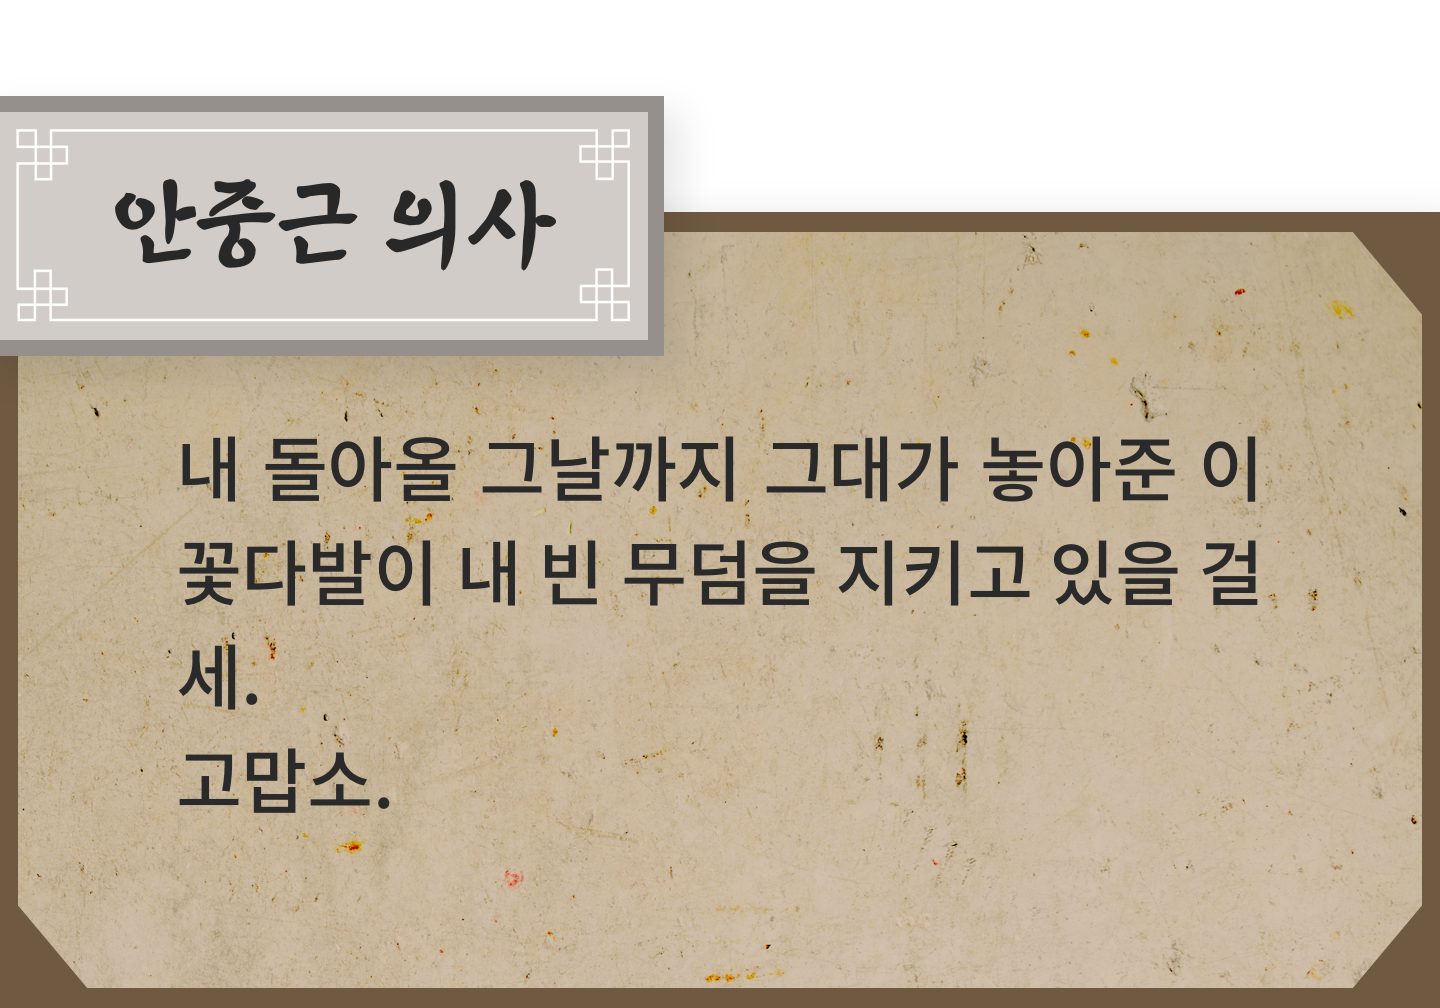 안중근 의사
내 돌아올 그날까지 그대가 놓아준 이
꽃다발이 내 빈 무덤을 지키고 있을 걸
세.
고맙소.